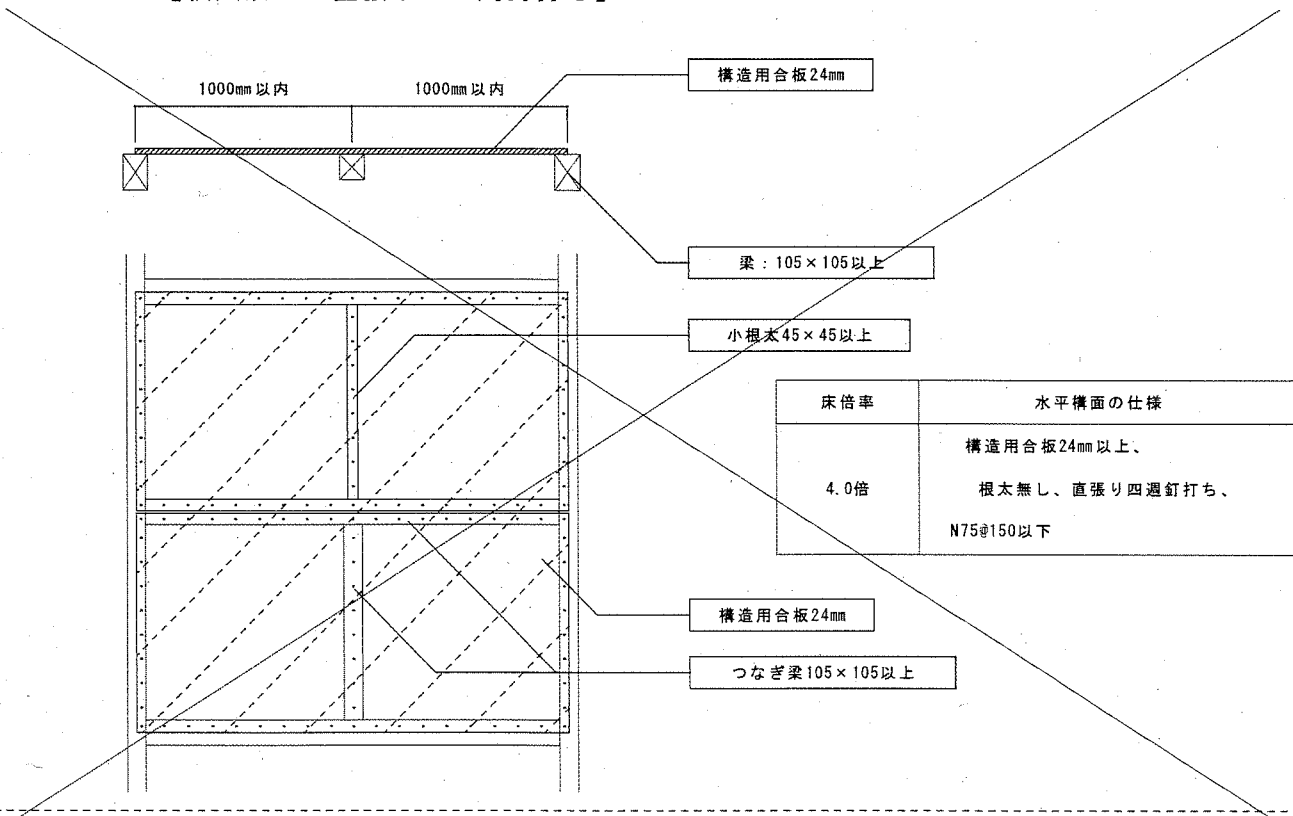 1000mm以内
1000mm以内
構造用合板24mm
梁:105×105以上
小根太45×45以上
床倍率
水平構面の仕様
4.0倍
構造用合板24mm以上、
根太無し、直張り四週釘打ち、
N75@150以下
構造用合板24mm
つなぎ梁105×105以上